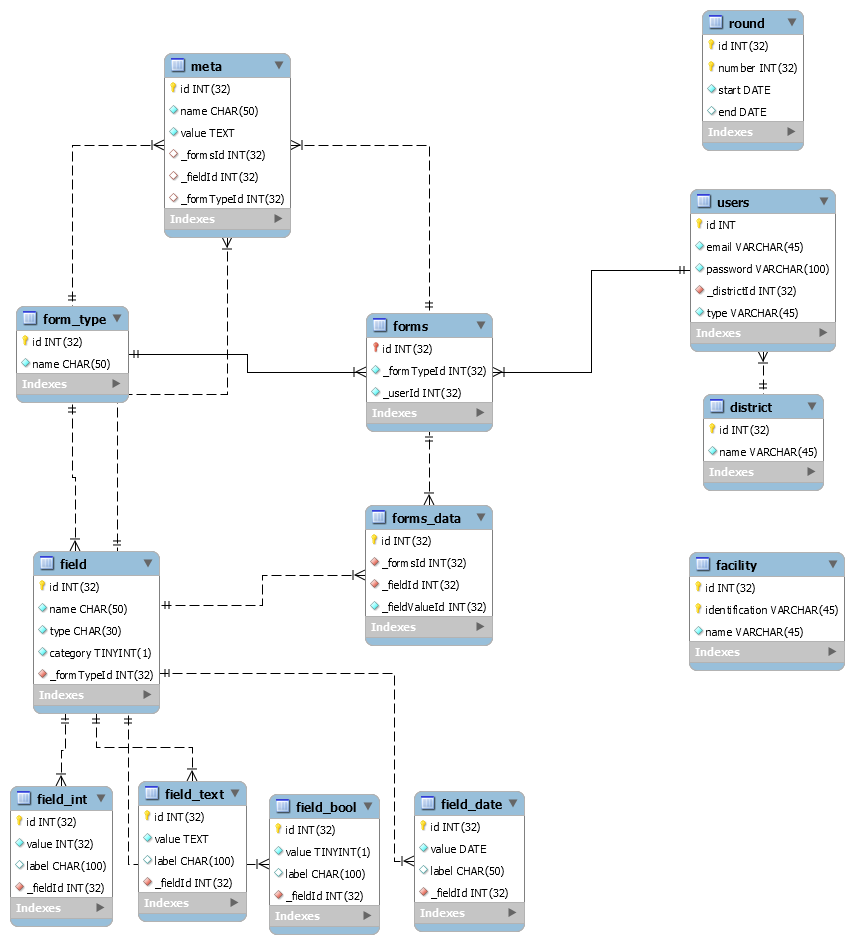 round
id INT(32)
number INT(32)
start DATE
end DATE
Indexes
meta
id INT(32)
name CHAR(50)
value TEXT
_formsId INT(32)
_fieldId INT(32)
_formTypeId INT(32)
Indexes
users
id INT
email VARCHAR(45)
password VARCHAR(100)
_districtId INT(32)
type VARCHAR(45)
Indexes
form_type
id INT(32)
name CHAR(50)
Indexes
forms
id INT(32)
_formTypeId INT(32)
_userId INT(32)
Indexes
district
id INT(32)
name VARCHAR(45)
Indexes
forms_data
id INT(32)
_formsId INT(32)
_fieldId INT(32)
_fieldValueId INT(32)
Indexes
field
id INT(32)
name CHAR(50)
type CHAR(30)
category TINYINT(1)
_formTypeId INT(32)
Indexes
facility
id INT(32)
identification VARCHAR(45)
name VARCHAR(45)
Indexes
field_int
id INT(32)
value INT(32)
label CHAR(100)
_fieldId INT(32)
Indexes
field_text
id INT(32)
value TEXT
label CHAR(100)
_fieldId INT(32)
Indexes
field_bool
id INT(32)
value TINYINT(1)
label CHAR(100)
_fieldId INT(32)
Indexes
field_date
id INT(32)
value DATE
label CHAR(50)
_fieldId INT(32)
Indexes